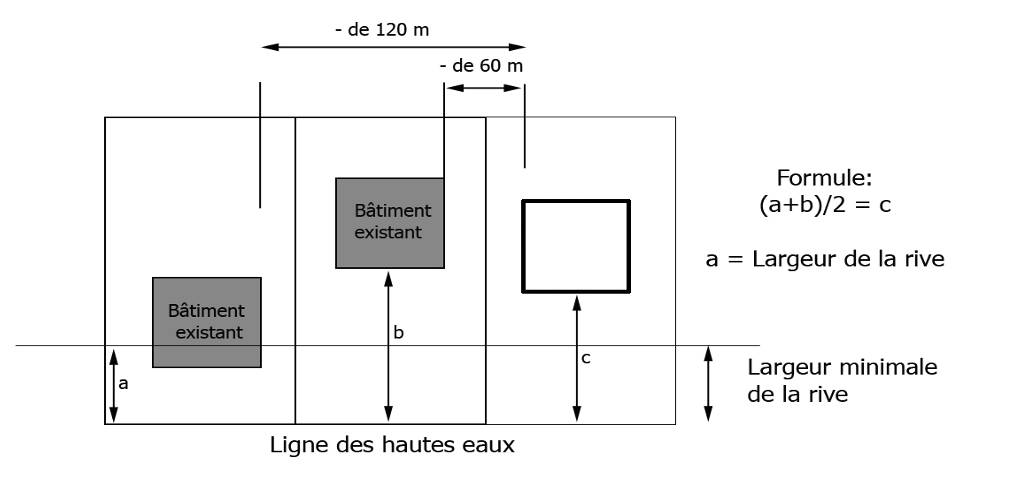 - de 120 m
- de 60 m
Bâtiment
existant
Bâtiment
existant
a
b
c
Formule:
(a+b)/2 = c
a = Largeur de la rive
Largeur minimale
de la rive
Ligne des hautes eaux